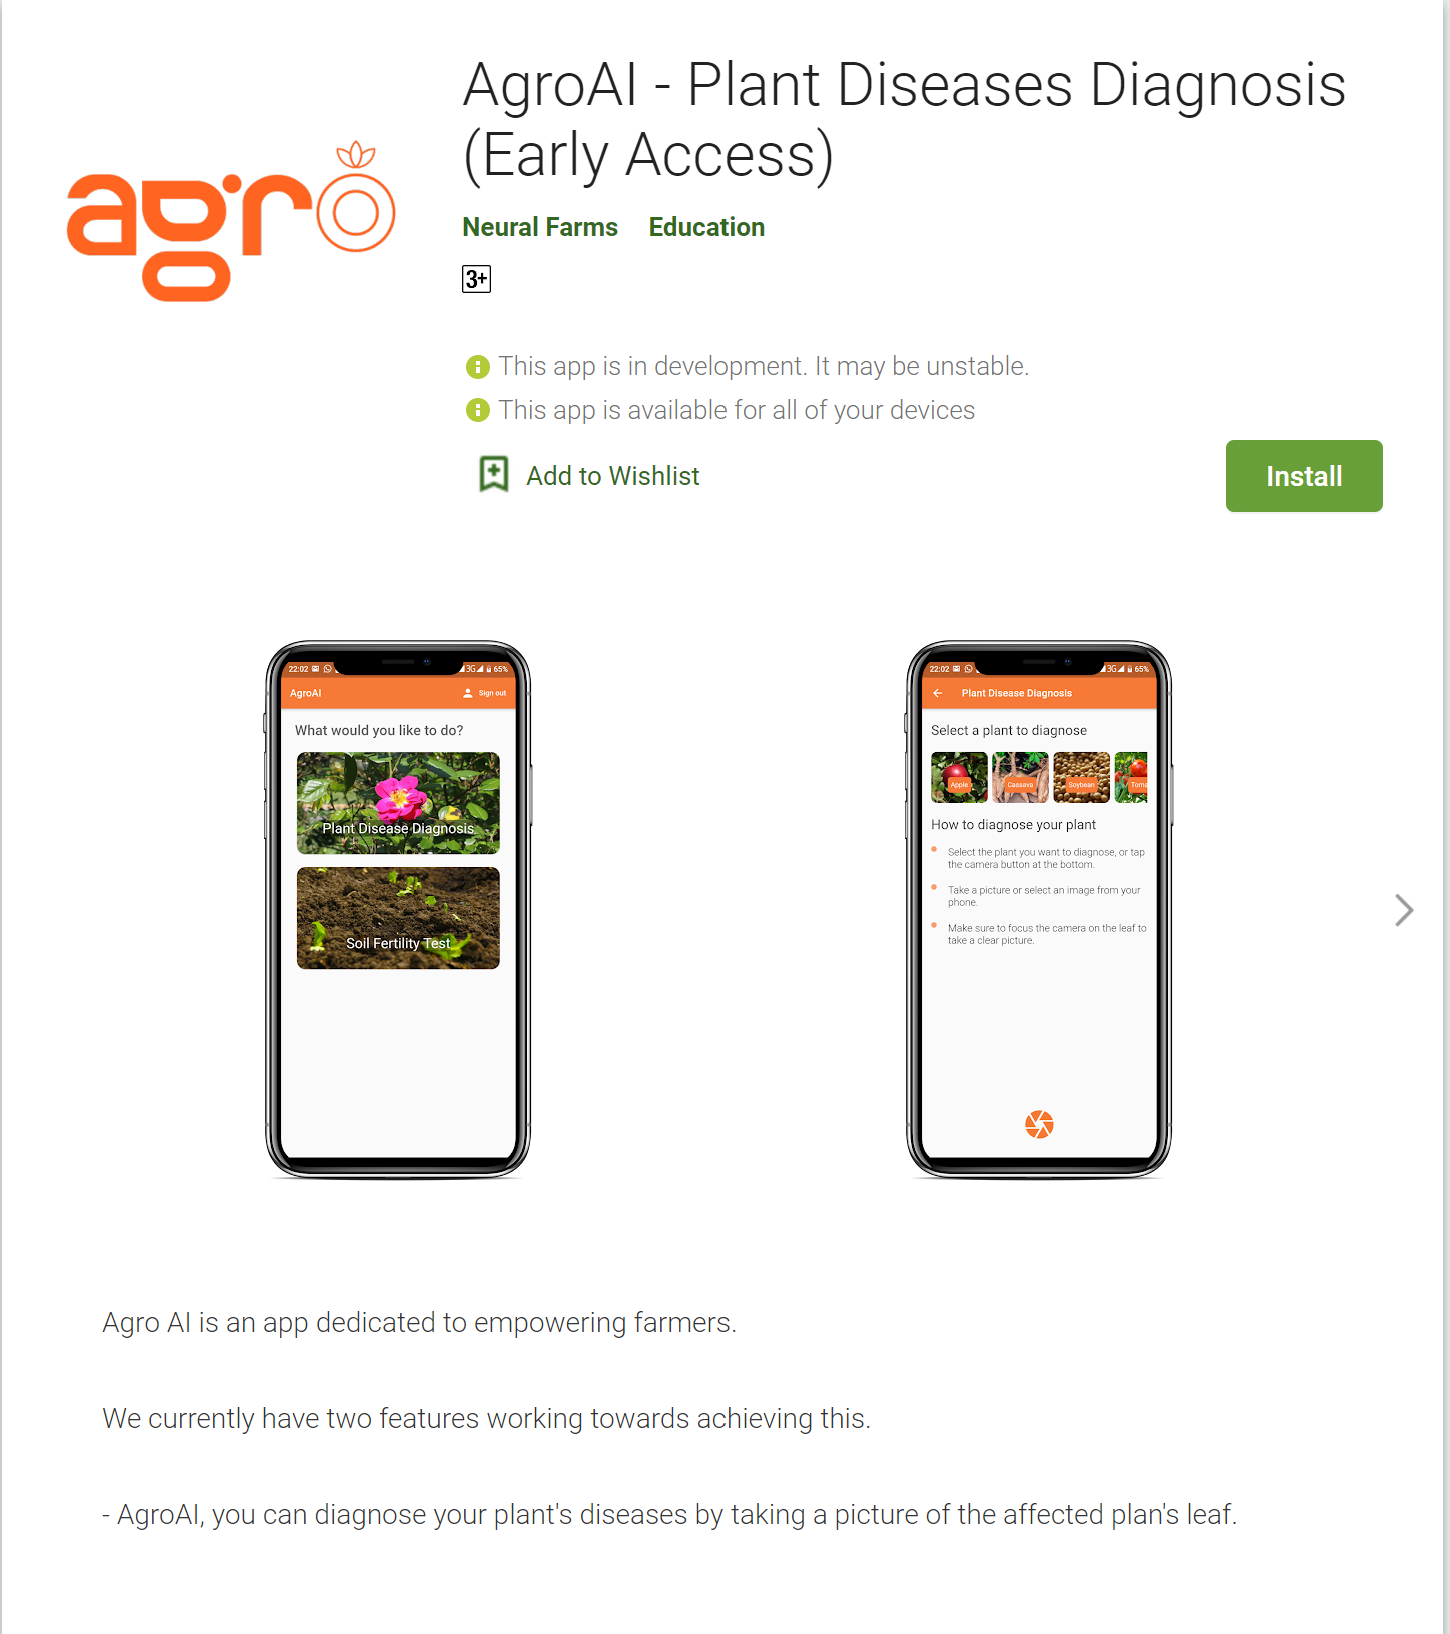 agro
AgroAI - Plant Diseases Diagnosis
(Early Access)
Neural Farms Education
3+
This app is in development. It may be unstable.
This app is available for all of your devices
Add to Wishlist
Install
22:02 3G 65%
AgroAI Sign out
What would you like to do?
Plant Disease Diagnosis
Soil Fertility Test
22:02 3G 65%
Plant Disease Diagnosis
Select a plant to diagnose
Apple Cassava Soybean Toma
How to diagnose your plant
Select the plant you want to diagnose, or tap
the camera button at the bottom.
Take a picture or select an image from your
phone.
Make sure to focus the camera on the leaf to
take a clear picture.
Agro AI is an app dedicated to empowering farmers.
We currently have two features working towards achieving this.
- AgroAI, you can diagnose your plant's diseases by taking a picture of the affected plan's leaf.